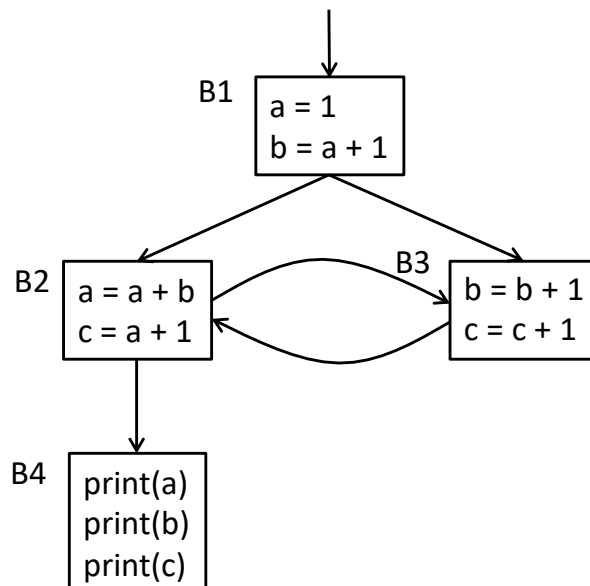 B1
a = 1
b = a + 1
B2
a = a + b
c = a + 1
B3
b = b + 1
c = c + 1
B4
print(a)
print(b)
print(c)